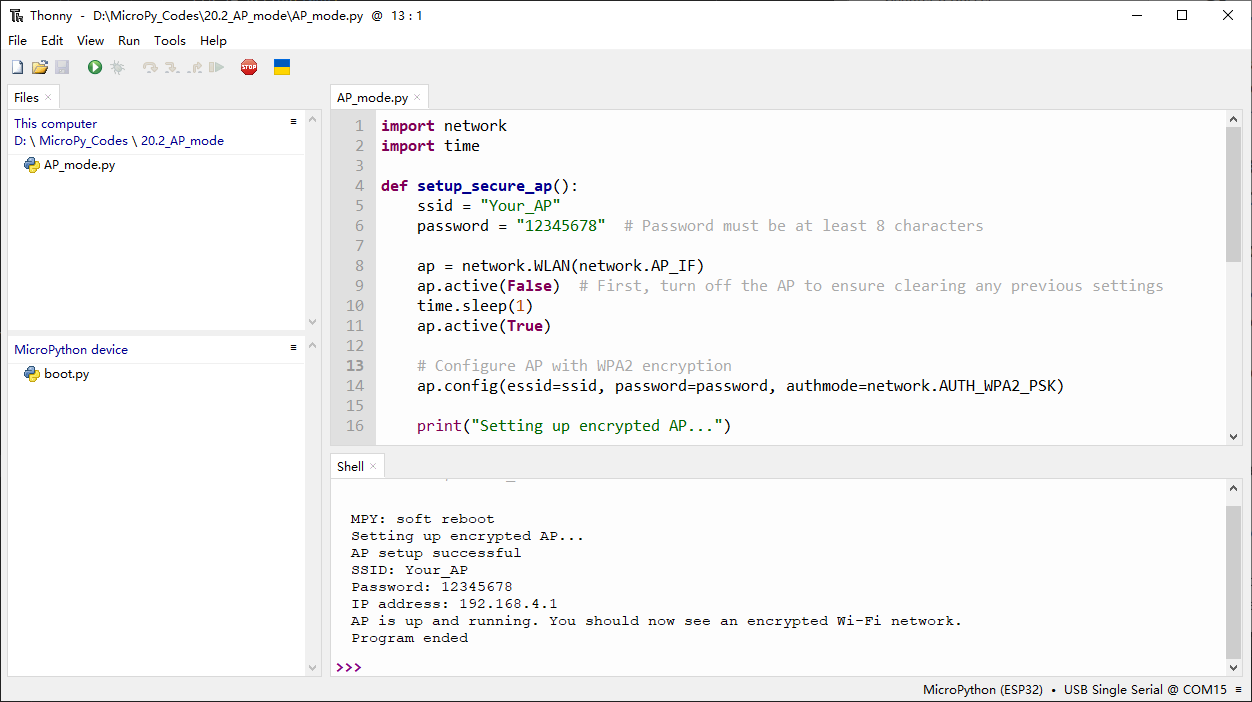 Thonny - D:\MicroPy_Codes\20.2_AP_mode\AP_mode.py @ 13 : 1
File Edit View Run Tools Help
STOP
Files
This computer
D: \ MicroPy_Codes \ 20.2_AP_mode
AP_mode.py
MicroPython device
boot.py
AP_mode.py
1 import network
2 import time
3
4 def setup_secure_ap():
5 ssid = "Your_AP"
6 password = "12345678" # Password must be at least 8 characters
7
8 ap = network.WLAN(network.AP_IF)
9 ap.active(False) # First, turn off the AP to ensure clearing any previous settings
10 time.sleep(1)
11 ap.active(True)
12
13 # Configure AP with WPA2 encryption
14 ap.config(essid=ssid, password=password, authmode=network.AUTH_WPA2_PSK)
15
16 print("Setting up encrypted AP...")
Shell
MPY: soft reboot
Setting up encrypted AP...
AP setup successful
SSID: Your_AP
Password: 12345678
IP address: 192.168.4.1
AP is up and running. You should now see an encrypted Wi-Fi network.
Program ended
>>>
MicroPython (ESP32) • USB Single Serial @ COM15 ≡